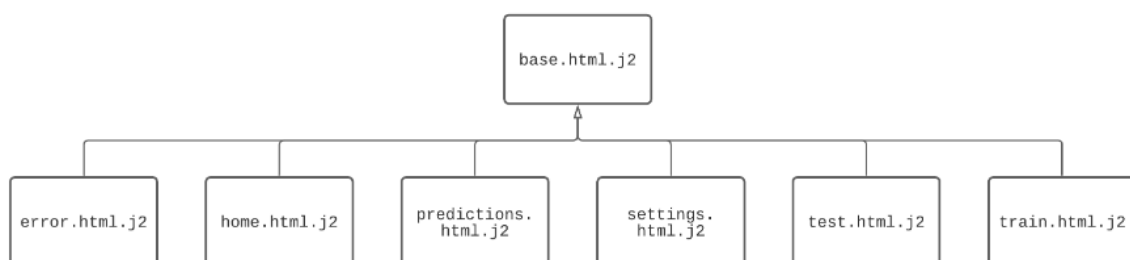 base.html.j2
error.html.j2
home.html.j2
predictions.
html.j2
settings.
html.j2
test.html.j2
train.html.j2